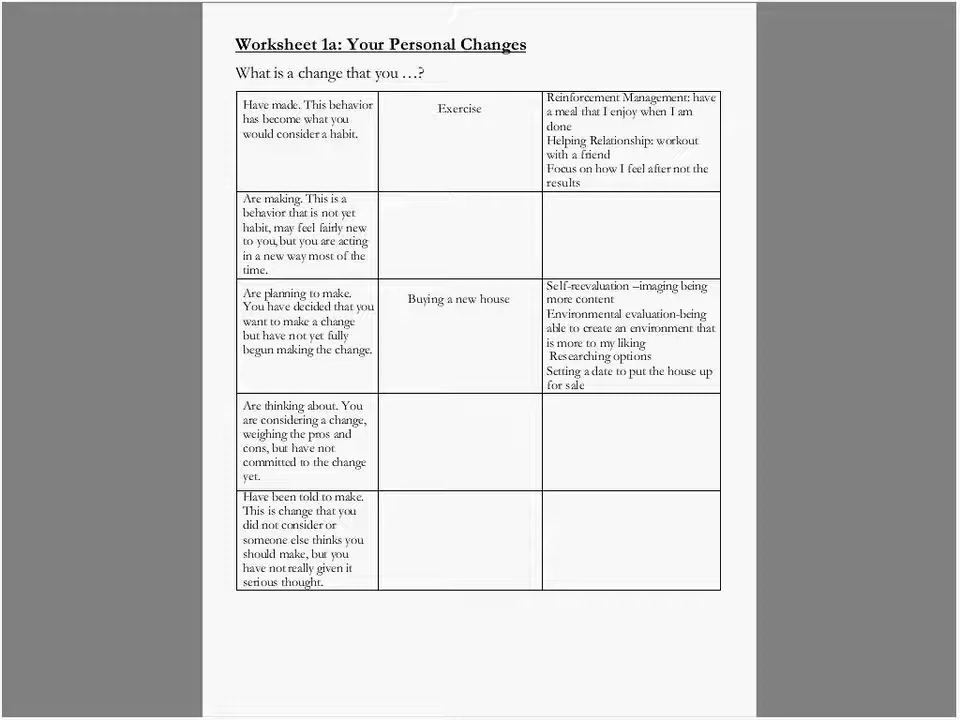 Worksheet 1a: Your Personal Changes
What is a change that you …?
Have made. This behavior
has become what you
would consider a habit.
Exercise
Reinforcement Management: have
a meal that I enjoy when I am
done
Helping Relationship: workout
with a friend
Focus on how I feel after not the
results
Are making. This is a
behavior that is not yet
habit, may feel fairly new
to you, but you are acting
in a new way most of the
time.
Are planning to make.
You have decided that you
want to make a change
but have not yet fully
begun making the change.
Buying a new house
Self-reevaluation –imaging being
more content
Environmental evaluation-being
able to create an environment that
is more to my liking
Researching options
Setting a date to put the house up
for sale
Are thinking about. You
are considering a change,
weighing the pros and
cons, but have not
committed to the change
yet.
Have been told to make.
This is change that you
did not consider or
someone else thinks you
should make, but you
have not really given it
serious thought.